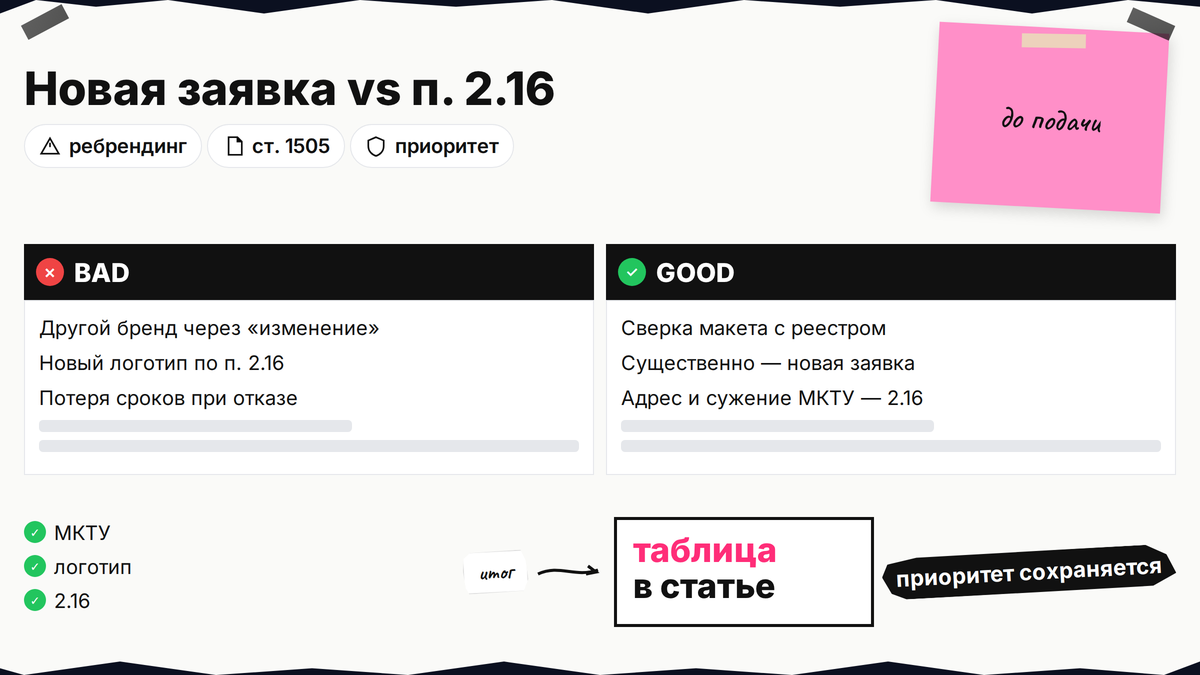 до подачи
Новая заявка vs п. 2.16
ребрендинг
ст. 1505
приоритет
BAD
Другой бренд через «изменение»
Новый логотип по п. 2.16
Потеря сроков при отказе
GOOD
Сверка макета с реестром
Существенно — новая заявка
Адрес и сужение МКТУ — 2.16
МКТУ
логотип
2.16
итог
таблица
в статье
приоритет сохраняется